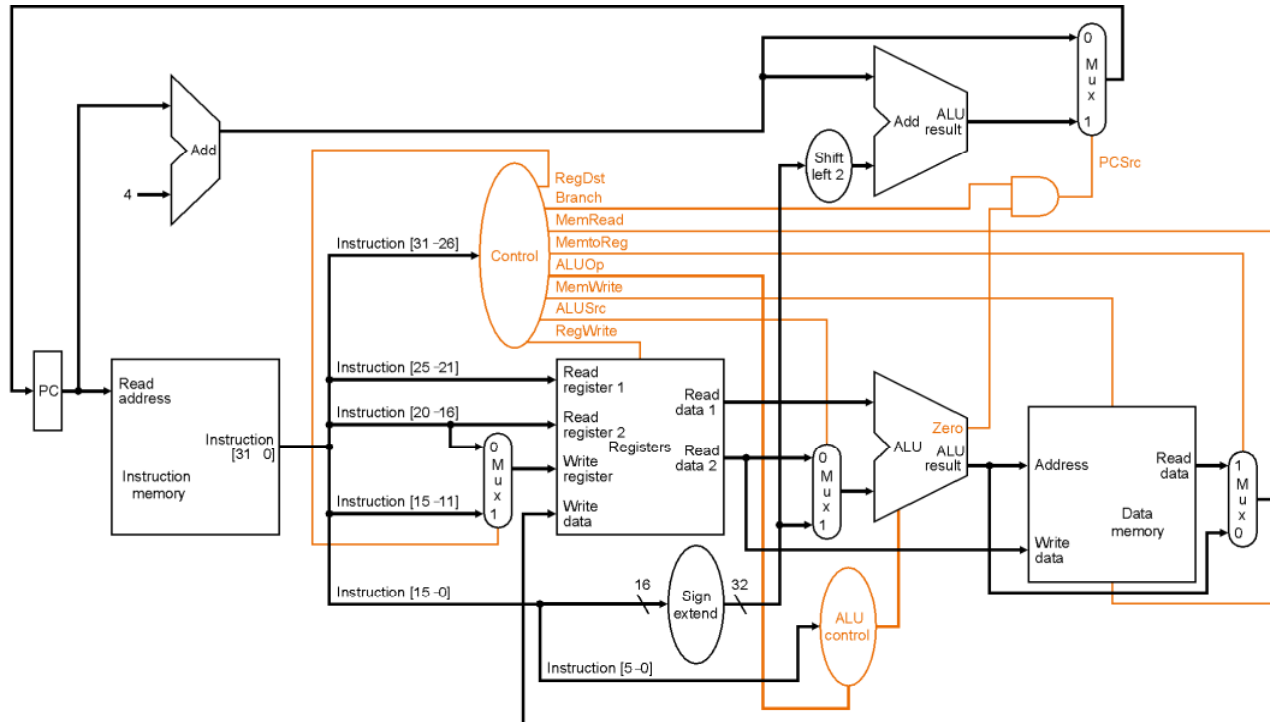 0
M
u
x
1
Add
ALU
result
Add
4
Shift
left 2
PCSrc
RegDst
Branch
MemRead
MemtoReg
ALUOp
MemWrite
ALUSrc
RegWrite
Control
Instruction [31–26]
PC
Read
address
Instruction
[31 0]
Instruction
memory
Instruction [25–21]
Instruction [20–16]
Instruction [15–11]
Instruction [15–0]
Instruction [5–0]
0
M
u
x
1
Read
register 1
Read
register 2
Write
register
Write
data
Registers
Read
data 1
Read
data 2
0
M
u
x
1
Zero
ALU
ALU
result
Address
Write
data
Read
data
Data
memory
1
M
u
x
0
16
Sign
extend
32
ALU
control